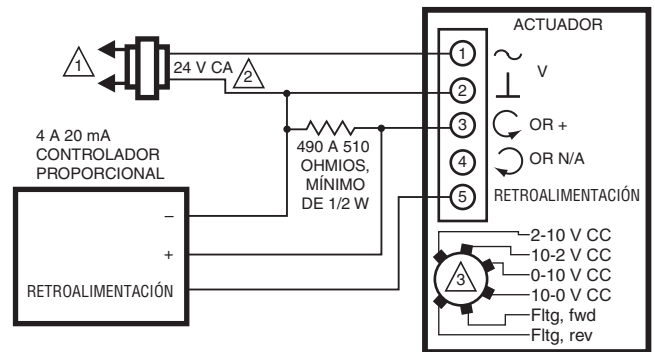 ACTUADOR
1
24 V CA
2
1
2
3
4
5
V
OR +
OR N/A
RETROALIMENTACIÓN
4 A 20 mA
CONTROLADOR
PROPORCIONAL
490 A 510
OHMIOS,
MÍNIMO
DE 1/2 W
–
+
RETROALIMENTACIÓN
3
2-10 V CC
10-2 V CC
0-10 V CC
10-0 V CC
Fltg, fwd
Fltg, rev